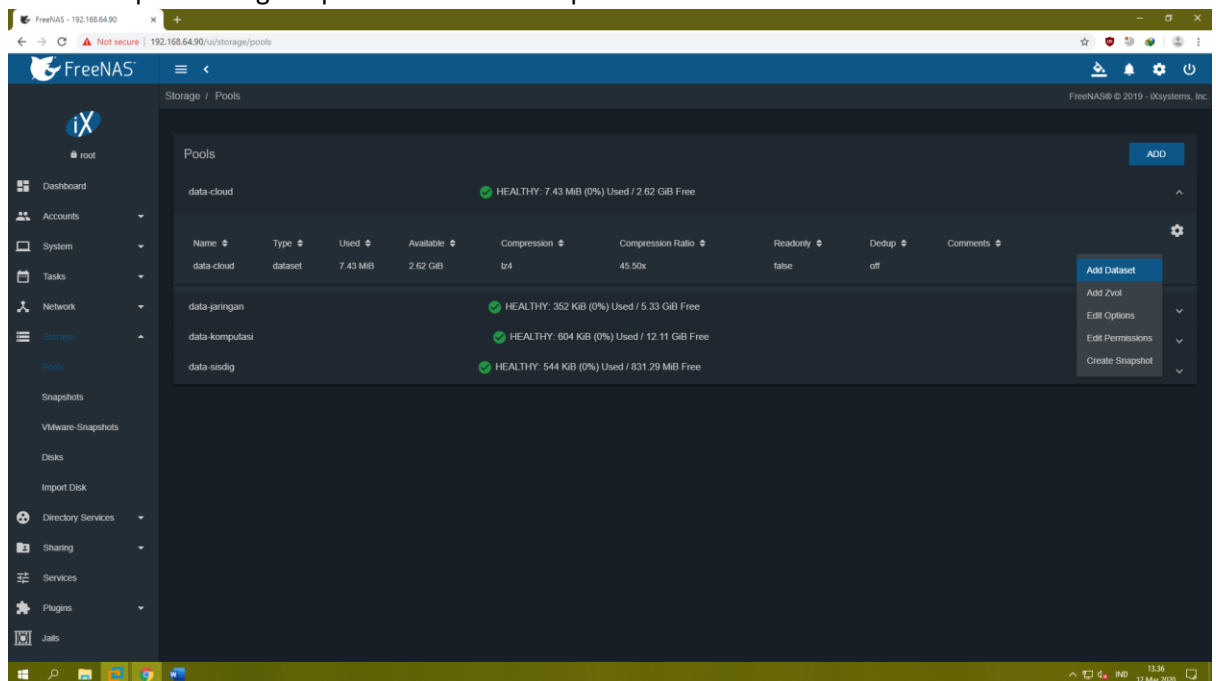 FreeNAS - 192.168.64.90
Not secure | 192.168.64.90/ui/storage/pools
FreeNAS
Storage / Pools
FreeNAS® © 2019 - iXsystems, Inc.
iX
root
Pools
ADD
Dashboard
data-cloud
HEALTHY: 7.43 MiB (0%) Used / 2.62 GiB Free
Accounts
System
Name Type Used Available Compression Compression Ratio Readonly Dedup Comments
data-cloud dataset 7.43 MiB 2.62 GiB lz4 45.50x false off
Add Dataset
Add Zvol
Edit Options
Edit Permissions
Create Snapshot
Tasks
Network
data-jaringan
HEALTHY: 352 KiB (0%) Used / 5.33 GiB Free
Storage
data-komputasi
HEALTHY: 604 KiB (0%) Used / 12.11 GiB Free
Pools
data-sisdig
HEALTHY: 544 KiB (0%) Used / 831.29 MiB Free
Snapshots
VMware-Snapshots
Disks
Import Disk
Directory Services
Sharing
Services
Plugins
Jails
IND
13.36
12 Mar 2020